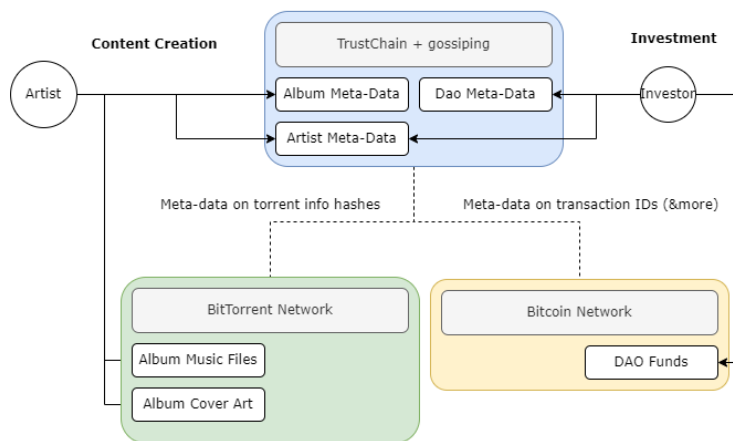 Content Creation
TrustChain + gossiping
Investment
Artist
Album Meta-Data
Dao Meta-Data
Investor
Artist Meta-Data
Meta-data on torrent info hashes
Meta-data on transaction IDs (&more)
BitTorrent Network
Bitcoin Network
Album Music Files
DAO Funds
Album Cover Art